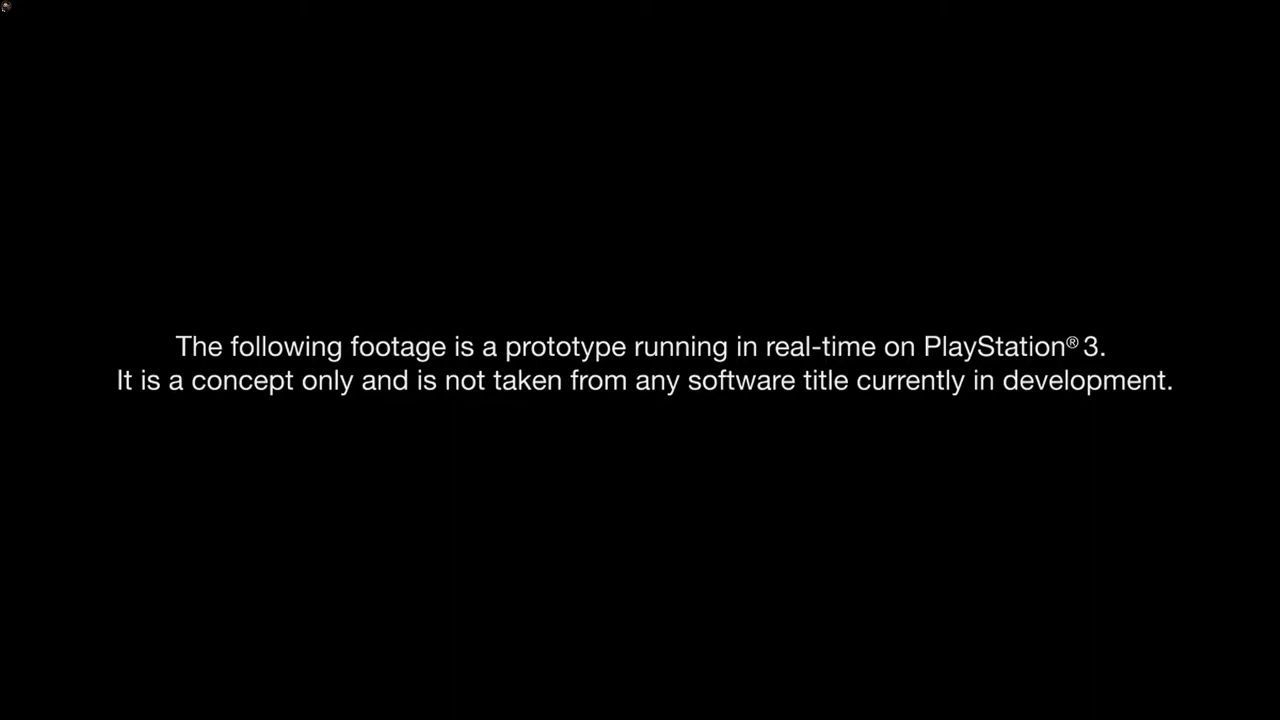 The following footage is a prototype running in real-time on PlayStation®3.
It is a concept only and is not taken from any software title currently in development.